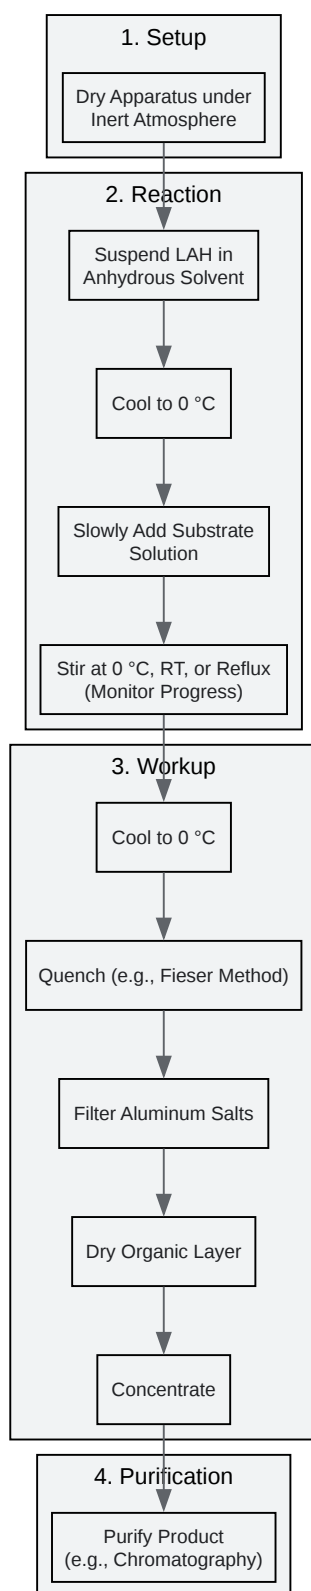 1. Setup
Dry Apparatus under
Inert Atmosphere
2. Reaction
Suspend LAH in
Anhydrous Solvent
Cool to 0 °C
Slowly Add Substrate
Solution
Stir at 0 °C, RT, or Reflux
(Monitor Progress)
3. Workup
Cool to 0 °C
Quench (e.g., Fieser Method)
Filter Aluminum Salts
Dry Organic Layer
Concentrate
4. Purification
Purify Product
(e.g., Chromatography)